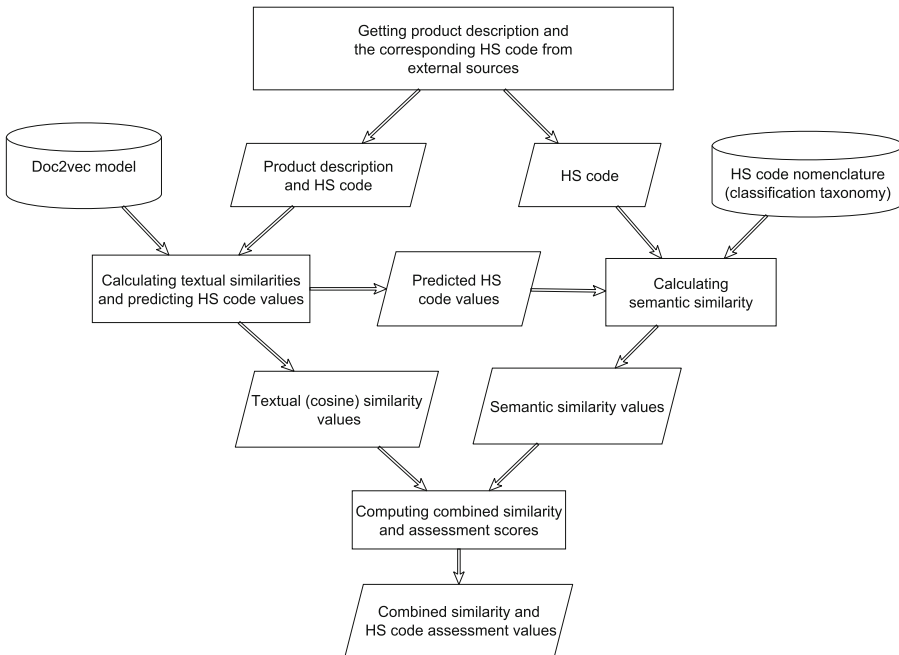 Getting product description and
the corresponding HS code from
external sources
Doc2vec model
Product description
and HS code
HS code
HS code nomenclature
(classification taxonomy)
Calculating textual similarities
and predicting HS code values
Predicted HS
code values
Calculating
semantic similarity
Textual (cosine) similarity
values
Semantic similarity values
Computing combined similarity
and assessment scores
Combined similarity and
HS code assessment values